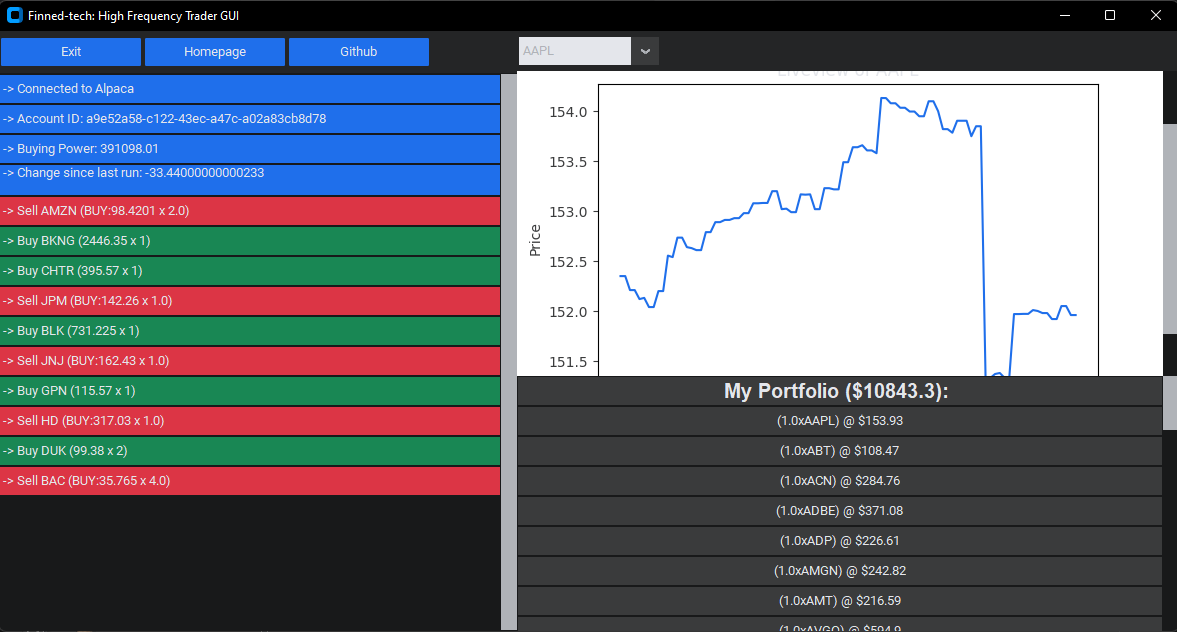 Finned-tech: High Frequency Trader GUI
Exit
Homepage
Github
AAPL
-> Connected to Alpaca
-> Account ID: a9e52a58-c122-43ec-a47c-a02a83cb8d78
-> Buying Power: 391098.01
-> Change since last run: -33.44000000000233
-> Sell AMZN (BUY:98.4201 x 2.0)
-> Buy BKNG (2446.35 x 1)
-> Buy CHTR (395.57 x 1)
-> Sell JPM (BUY:142.26 x 1.0)
-> Buy BLK (731.225 x 1)
-> Sell JNJ (BUY:162.43 x 1.0)
-> Buy GPN (115.57 x 1)
-> Sell HD (BUY:317.03 x 1.0)
-> Buy DUK (99.38 x 2)
-> Sell BAC (BUY:35.765 x 4.0)
Liveview of AAPL
154.0
153.5
153.0
152.5
152.0
151.5
Price
My Portfolio ($10843.3):
(1.0xAAPL) @ $153.93
(1.0xABT) @ $108.47
(1.0xACN) @ $284.76
(1.0xADBE) @ $371.08
(1.0xADP) @ $226.61
(1.0xAMGN) @ $242.82
(1.0xAMT) @ $216.59
(1.0xAVGO) @ $594.9